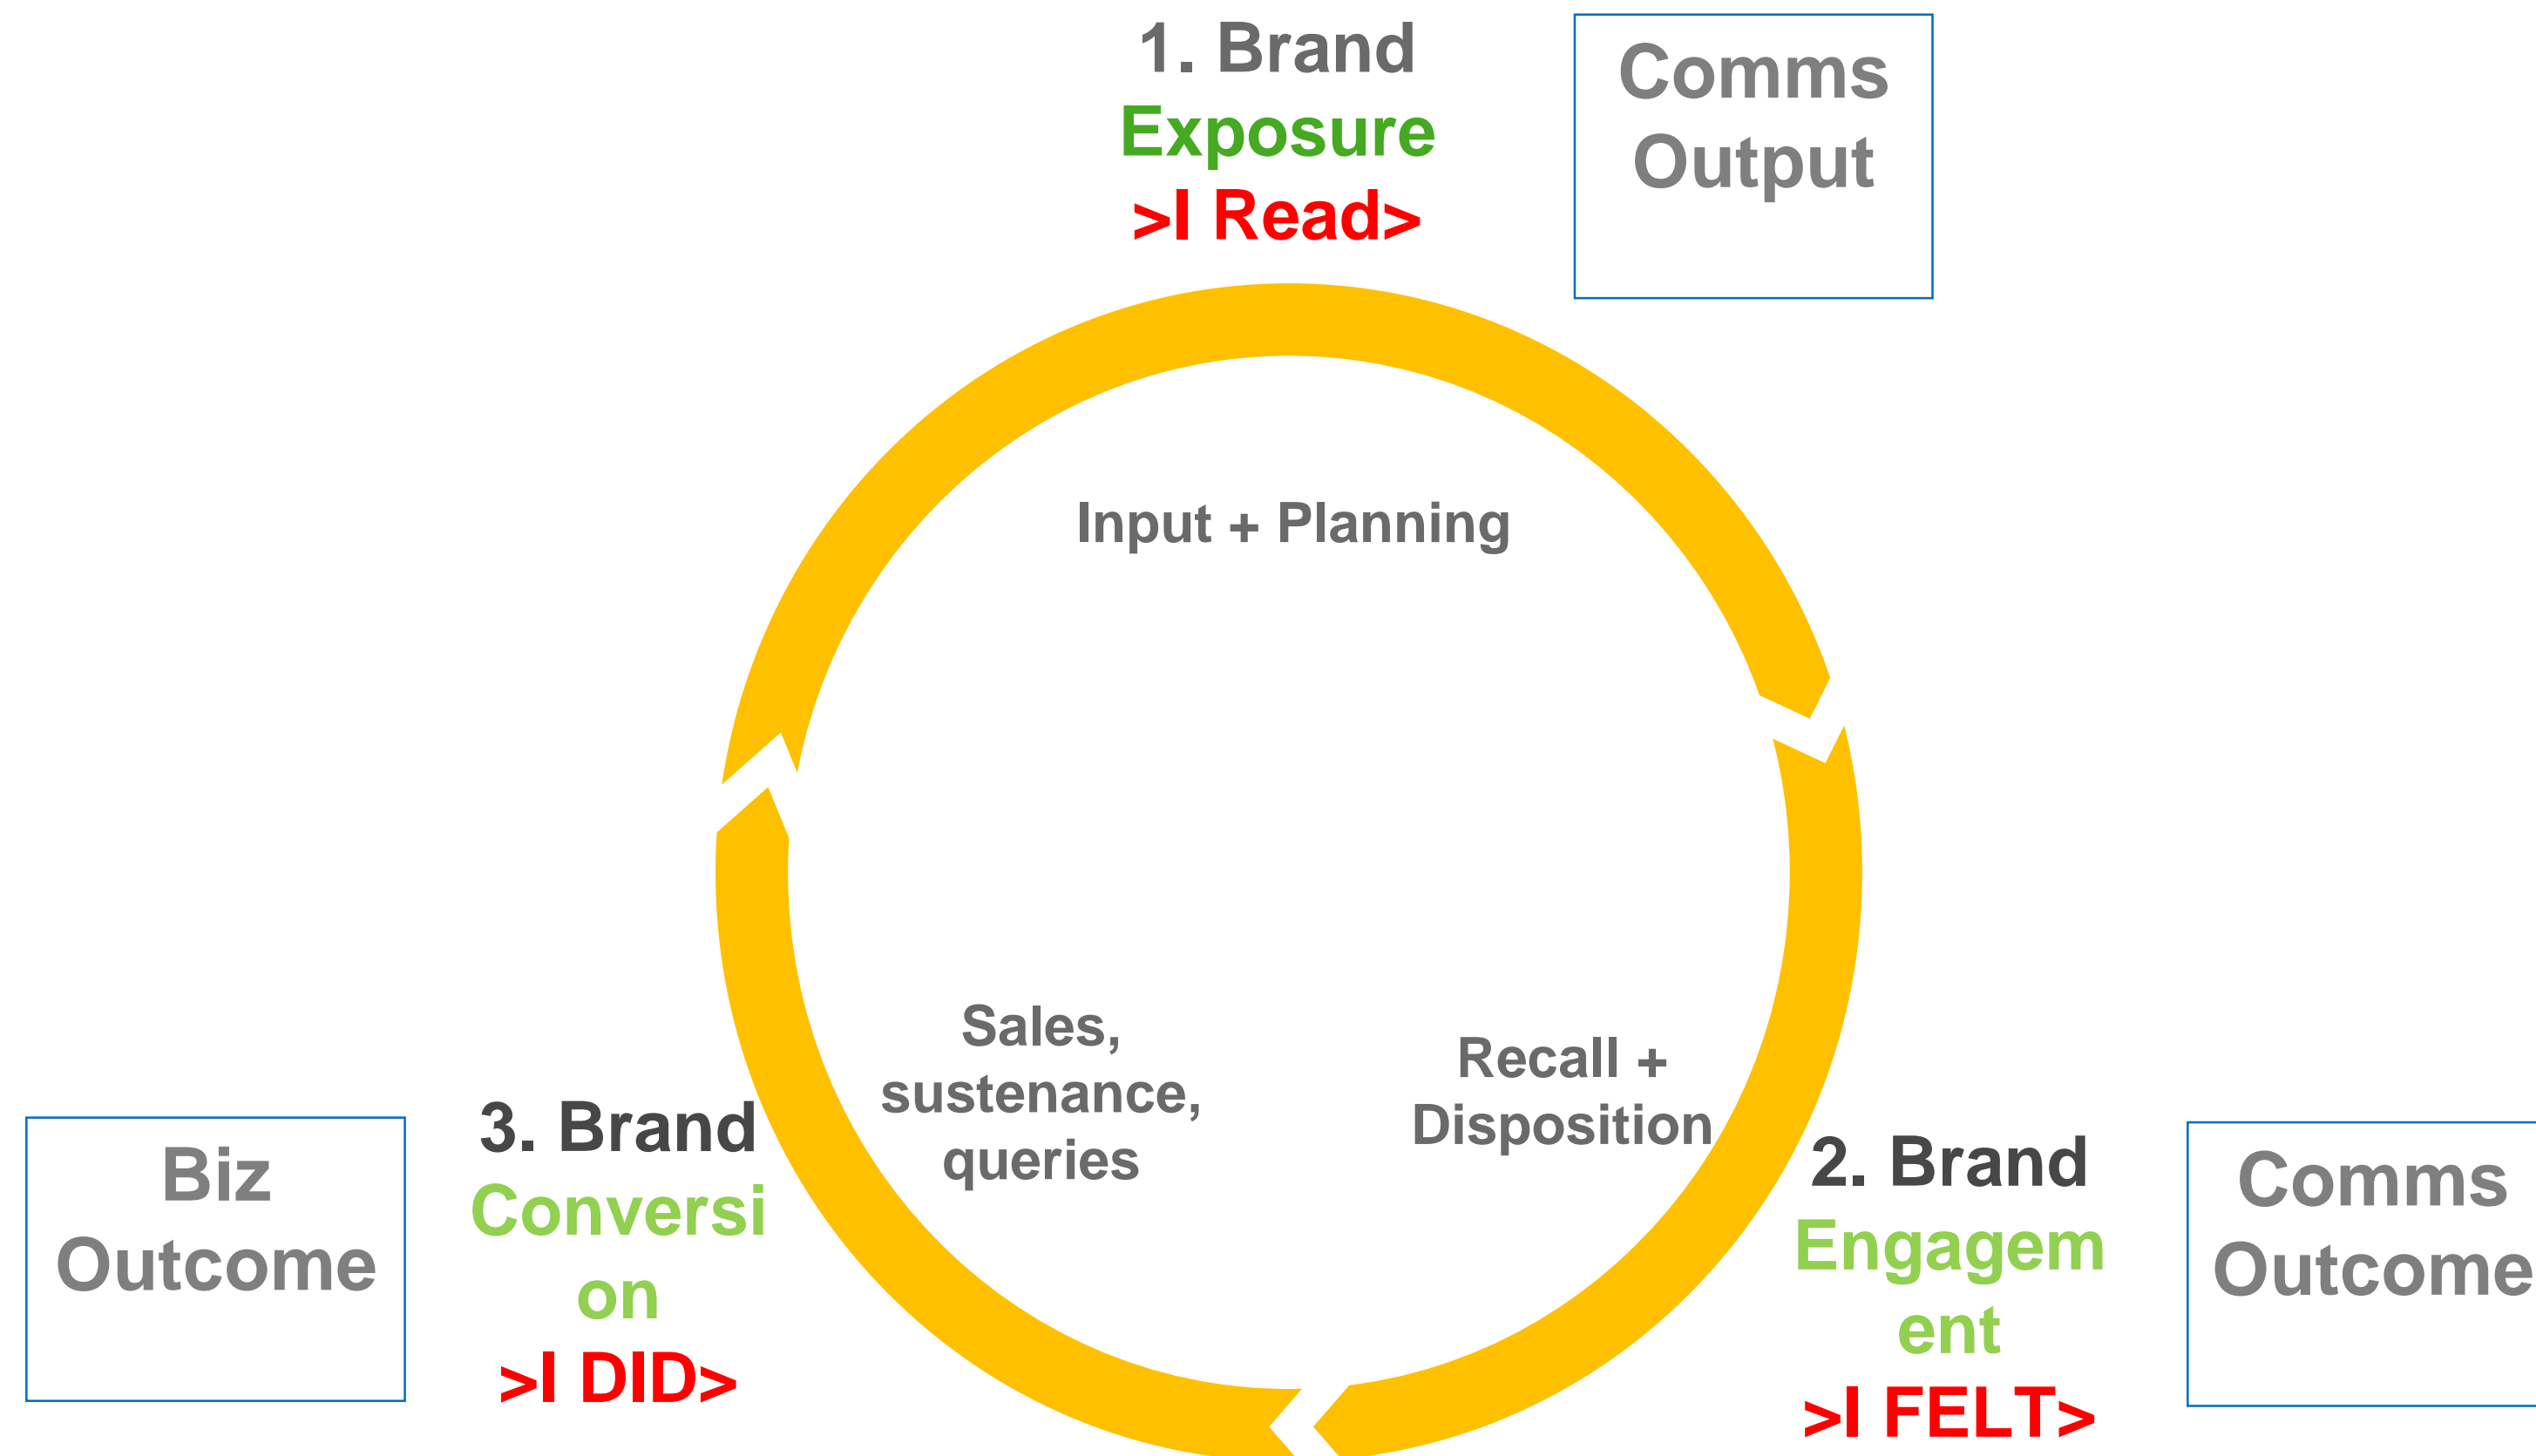 1. Brand
Exposure
>I Read>
Comms
Output
Input + Planning
Sales,
sustenance,
queries
Recall +
Disposition
Biz
Outcome
3. Brand
Conversi
on
>I DID>
2. Brand
Engagem
ent
>I FELT>
Comms
Outcome